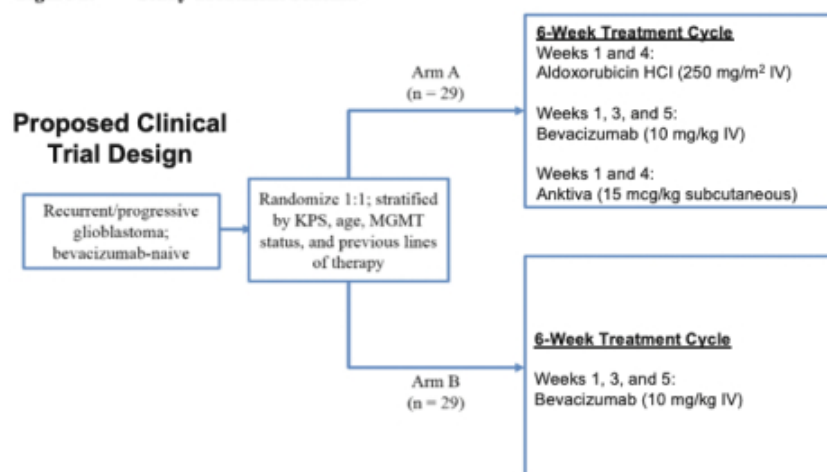 Proposed Clinical
Trial Design
Recurrent/progressive
glioblastoma;
bevacizumab-naive
Randomize 1:1; stratified
by KPS, age, MGMT
status, and previous lines
of therapy
Arm A
(n = 29)
6-Week Treatment Cycle
Weeks 1 and 4:
Aldoxorubicin HCl (250 mg/m² IV)
Weeks 1, 3, and 5:
Bevacizumab (10 mg/kg IV)
Weeks 1 and 4:
Anktiva (15 mcg/kg subcutaneous)
Arm B
(n = 29)
6-Week Treatment Cycle
Weeks 1, 3, and 5:
Bevacizumab (10 mg/kg IV)